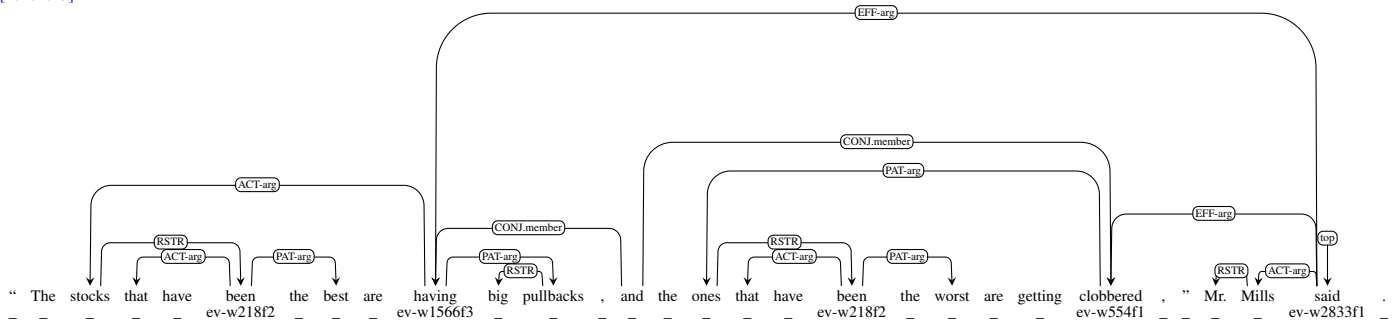 EFF-arg
CONJ.member
PAT-arg
ACT-arg
EFF-arg
CONJ.member
top
RSTR RSTR
ACT-arg PAT-arg PAT-arg ACT-arg PAT-arg
RSTR RSTR ACT-arg
“ The stocks that have been the best are having big pullbacks , and the ones that have been the worst are getting clobbered , ” Mr. Mills said .
_ _ _ _ _ ev-w218f2 _ _ _ ev-w1566f3 _ _ _ _ _ _ _ _ ev-w218f2 _ _ _ _ ev-w554f1 _ _ _ _ ev-w2833f1 _